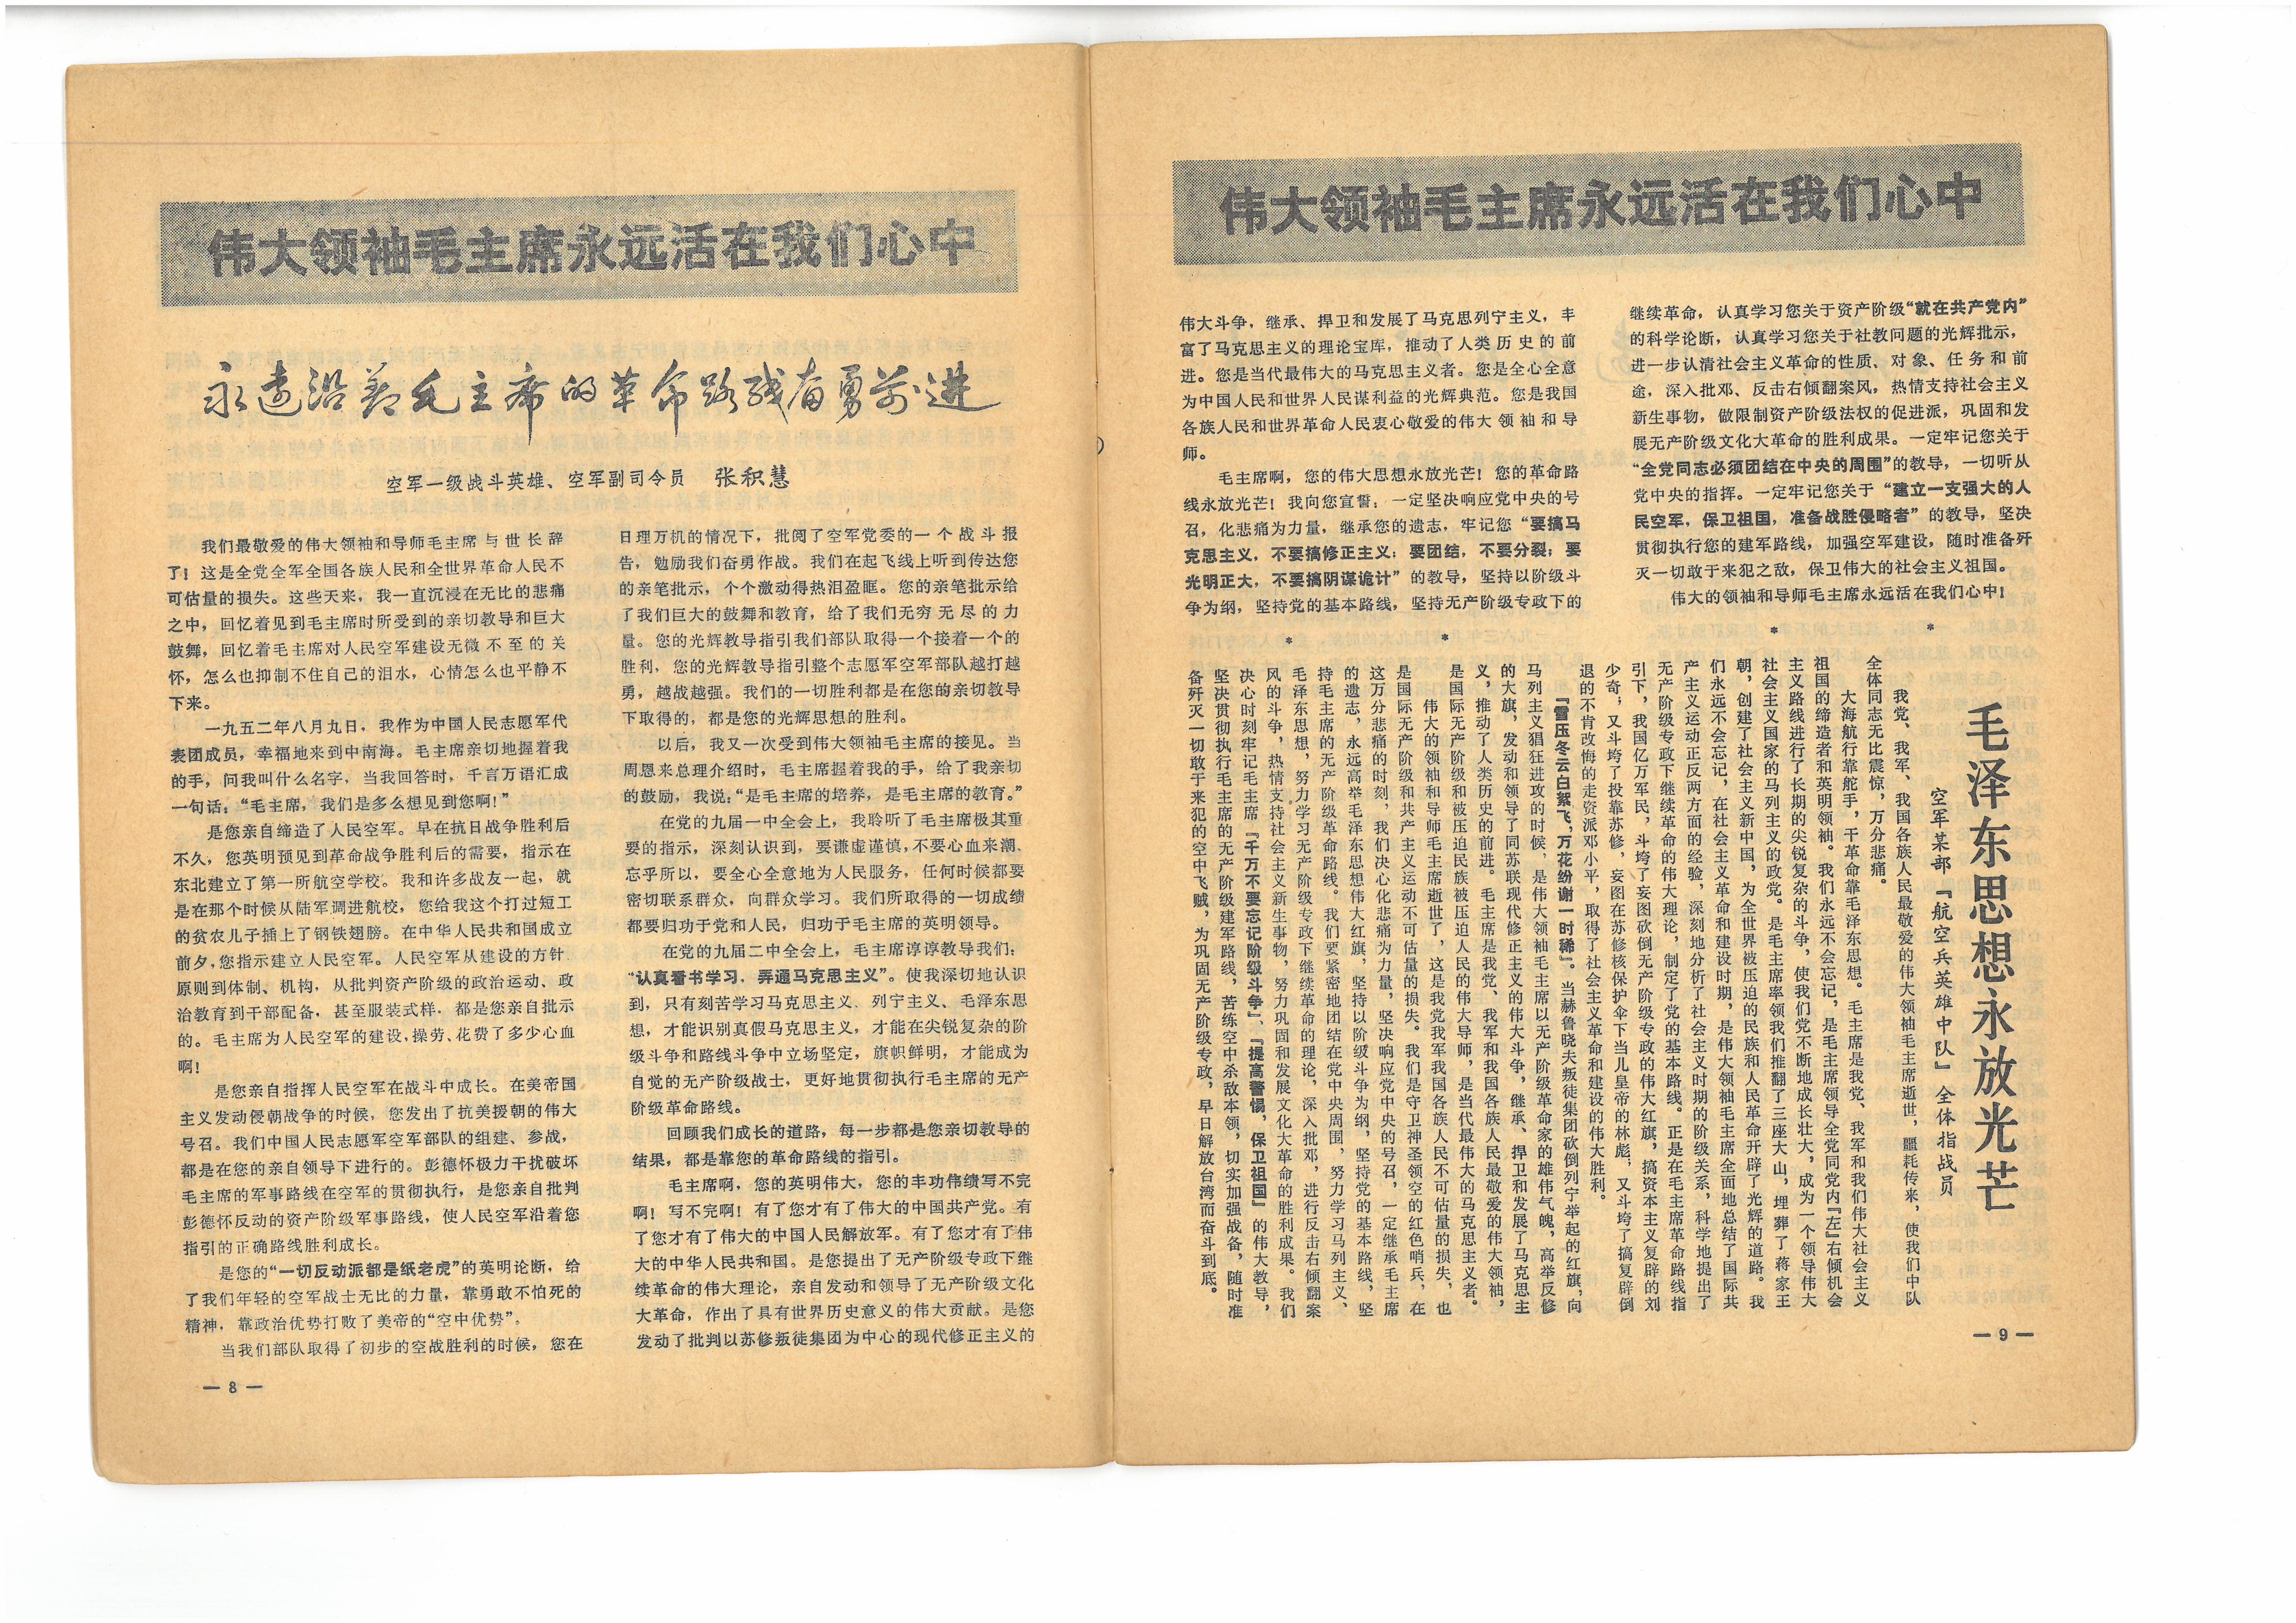 伟大领袖毛主席永远活在我们心中
永远沿着毛主席的革命路线奋勇前进
空军一级战斗英雄、空军副司令员 张积慧
我们最敬爱的伟大领袖和导师毛主席与世长辞
了！这是全党全军全国各族人民和全世界革命人民不
可估量的损失。这些天来，我一直沉浸在无比的悲痛
之中，回忆着见到毛主席时所受到的亲切教导和巨大
鼓舞，回忆着毛主席对人民空军建设无微不至的关
怀，怎么也抑制不住自己的泪水，心情怎么也平静不
下来。
一九五二年八月九日，我作为中国人民志愿军代
表团成员，幸福地来到中南海。毛主席亲切地握着我
的手，问我叫什么名字，当我回答时，千言万语汇成
一句话：“毛主席，我们是多么想见到您啊！”
是您亲自缔造了人民空军。早在抗日战争胜利后
不久，您英明预见到革命战争胜利后的需要，指示在
东北建立了第一所航空学校。我和许多战友一起，就
是在那个时候从陆军调进航校，您给我这个打过短工
的贫农儿子插上了钢铁翅膀。在中华人民共和国成立
前夕，您指示建立人民空军。人民空军从建设的方针、
原则到体制、机构，从批判资产阶级的政治运动、政
治教育到干部配备，甚至服装式样，都是您亲自批示
的。毛主席为人民空军的建设，操劳、花费了多少心血
啊！
是您亲自指挥人民空军在战斗中成长。在美帝国
主义发动侵朝战争的时候，您发出了抗美援朝的伟大
号召。我们中国人民志愿军空军部队的组建、参战，
都是在您的亲自领导下进行的。彭德怀极力干扰破坏
毛主席的军事路线在空军的贯彻执行，是您亲自批判
彭德怀反动的资产阶级军事路线，使人民空军沿着您
指引的正确路线胜利成长。
是您的“一切反动派都是纸老虎”的英明论断，给
了我们年轻的空军战士无比的力量，靠勇敢不怕死的
精神，靠政治优势打败了美帝的“空中优势”。
当我们部队取得了初步的空战胜利的时候，您在
日理万机的情况下，批阅了空军党委的一个战斗报
告，勉励我们奋勇作战。我们在起飞线上听到传达您
的亲笔批示，个个激动得热泪盈眶。您的亲笔批示给
了我们巨大的鼓舞和教育，给了我们无穷无尽的力
量。您的光辉教导指引我们部队取得一个接着一个的
胜利，您的光辉教导指引整个志愿军空军部队越打越
勇，越战越强。我们的一切胜利都是在您的亲切教导
下取得的，都是您的光辉思想的胜利。
以后，我又一次受到伟大领袖毛主席的接见。当
周恩来总理介绍时，毛主席握着我的手，给了我亲切
的鼓励，我说：“是毛主席的培养，是毛主席的教育。”
在党的九届一中全会上，我聆听了毛主席极其重
要的指示，深刻认识到，要谦虚谨慎，不要心血来潮、
忘乎所以，要全心全意地为人民服务，任何时候都要
密切联系群众，向群众学习。我们所取得的一切成绩
都要归功于党和人民，归功于毛主席的英明领导。
在党的九届二中全会上，毛主席谆谆教导我们：
“认真看书学习，弄通马克思主义”。使我深切地认识
到，只有刻苦学习马克思主义、列宁主义、毛泽东思
想，才能识别真假马克思主义，才能在尖锐复杂的阶
级斗争和路线斗争中立场坚定，旗帜鲜明，才能成为
自觉的无产阶级战士，更好地贯彻执行毛主席的无产
阶级革命路线。
回顾我们成长的道路，每一步都是您亲切教导的
结果，都是靠您的革命路线的指引。
毛主席啊，您的英明伟大，您的丰功伟绩写不完
啊！写不完啊！有了您才有了伟大的中国共产党。有
了您才有了伟大的中国人民解放军。有了您才有了伟
大的中华人民共和国。是您提出了无产阶级专政下继
续革命的伟大理论，亲自发动和领导了无产阶级文化
大革命，作出了具有世界历史意义的伟大贡献。是您
发动了批判以苏修叛徒集团为中心的现代修正主义的
— 8 —
伟大领袖毛主席永远活在我们心中
伟大斗争，继承、捍卫和发展了马克思列宁主义，丰
富了马克思主义的理论宝库，推动了人类历史的前
进。您是当代最伟大的马克思主义者。您是全心全意
为中国人民和世界人民谋利益的光辉典范。您是我国
各族人民和世界革命人民衷心敬爱的伟大领袖和导
师。
毛主席啊，您的伟大思想永放光芒！您的革命路
线永放光芒！我向您宣誓：一定坚决响应党中央的号
召，化悲痛为力量，继承您的遗志，牢记您“要搞马
克思主义，不要搞修正主义；要团结，不要分裂；要
光明正大，不要搞阴谋诡计”的教导，坚持以阶级斗
争为纲，坚持党的基本路线，坚持无产阶级专政下的
继续革命，认真学习您关于资产阶级“就在共产党内”
的科学论断，认真学习您关于社教问题的光辉批示，
进一步认清社会主义革命的性质、对象、任务和前
途，深入批邓、反击右倾翻案风，热情支持社会主义
新生事物，做限制资产阶级法权的促进派，巩固和发
展无产阶级文化大革命的胜利成果。一定牢记您关于
“全党同志必须团结在中央的周围”的教导，一切听从
党中央的指挥。一定牢记您关于“建立一支强大的人
民空军，保卫祖国，准备战胜侵略者”的教导，坚决
贯彻执行您的建军路线，加强空军建设，随时准备歼
灭一切敢于来犯之敌，保卫伟大的社会主义祖国。
伟大的领袖和导师毛主席永远活在我们心中！
* * * *
毛泽东思想永放光芒
空军某部『航空兵英雄中队』全体指战员
我党、我军、我国各族人民最敬爱的伟大领袖毛主席逝世，噩耗传来，使我们中队
全体同志无比震惊，万分悲痛。
大海航行靠舵手，干革命靠毛泽东思想。毛主席是我党、我军和我们伟大社会主义
祖国的缔造者和英明领袖。我们永远不会忘记，是毛主席领导全党同党内『左』右倾机会
主义路线进行了长期的尖锐复杂的斗争，使我们党不断地成长壮大，成为一个领导伟大
社会主义国家的马列主义的政党。是毛主席率领我们推翻了三座大山，埋葬了蒋家王
朝，创建了社会主义新中国，为全世界被压迫的民族和人民革命开辟了光辉的道路。我
们永远不会忘记，在社会主义革命和建设时期，是伟大领袖毛主席全面地总结了国际共
产主义运动正反两方面的经验，深刻地分析了社会主义时期的阶级关系，科学地提出了
无产阶级专政下继续革命的伟大理论，制定了党的基本路线。正是在毛主席革命路线指
引下，我国亿万军民，斗垮了妄图砍倒无产阶级专政的伟大红旗，搞资本主义复辟的刘
少奇；又斗垮了投靠苏修，妄图在苏修核保护伞下当儿皇帝的林彪；又斗垮了搞复辟倒
退的不肯改悔的走资派邓小平，取得了社会主义革命和建设的伟大胜利。
『雪压冬云白絮飞，万花纷谢一时稀』。当赫鲁晓夫叛徒集团砍倒列宁举起的红旗，向
马列主义猖狂进攻的时候，是伟大领袖毛主席以无产阶级革命家的雄伟气魄，高举反修
的大旗，发动和领导了同苏联现代修正主义的伟大斗争，继承、捍卫和发展了马克思主
义，推动了人类历史的前进。毛主席是我党、我军和我国各族人民最敬爱的伟大领袖，
是国际无产阶级和被压迫民族被压迫人民的伟大导师，是当代最伟大的马克思主义者。
伟大的领袖和导师毛主席逝世了，这是我党我军我国各族人民不可估量的损失，也
是国际无产阶级和共产主义运动不可估量的损失。我们是守卫神圣领空的红色哨兵，在
这万分悲痛的时刻，我们决心化悲痛为力量，坚决响应党中央的号召，一定继承毛主席
的遗志，永远高举毛泽东思想伟大红旗，坚持以阶级斗争为纲，坚持党的基本路线，坚
持毛主席的无产阶级革命路线。我们要紧密地团结在党中央周围，努力学习马列主义、
毛泽东思想，努力学习无产阶级专政下继续革命的理论，深入批邓，进行反击右倾翻案
风的斗争，热情支持社会主义新生事物，努力巩固和发展文化大革命的胜利成果。我们
决心时刻牢记毛主席『千万不要忘记阶级斗争』、『提高警惕，保卫祖国』的伟大教导，
坚决贯彻执行毛主席的无产阶级建军路线，苦练空中杀敌本领，切实加强战备，随时准
备歼灭一切敢于来犯的空中飞贼，为巩固无产阶级专政，早日解放台湾而奋斗到底。
— 9 —